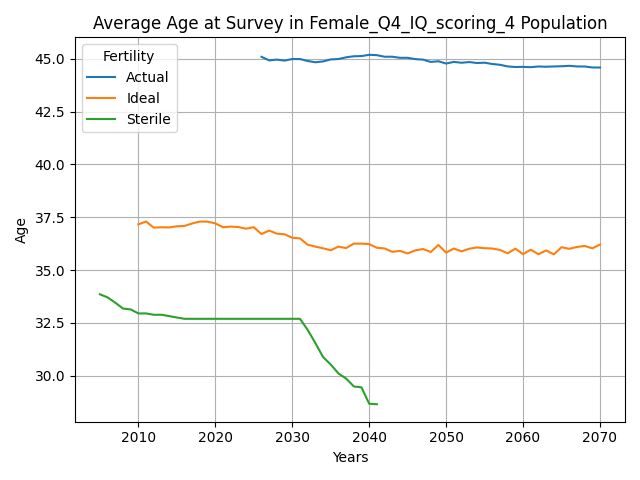 Average Age at Survey in Female_Q4_IQ_scoring_4 Population
Fertility
Actual
Ideal
Sterile
Age
45.0
42.5
40.0
37.5
35.0
32.5
30.0
2010
2020
2030
2040
2050
2060
2070
Years